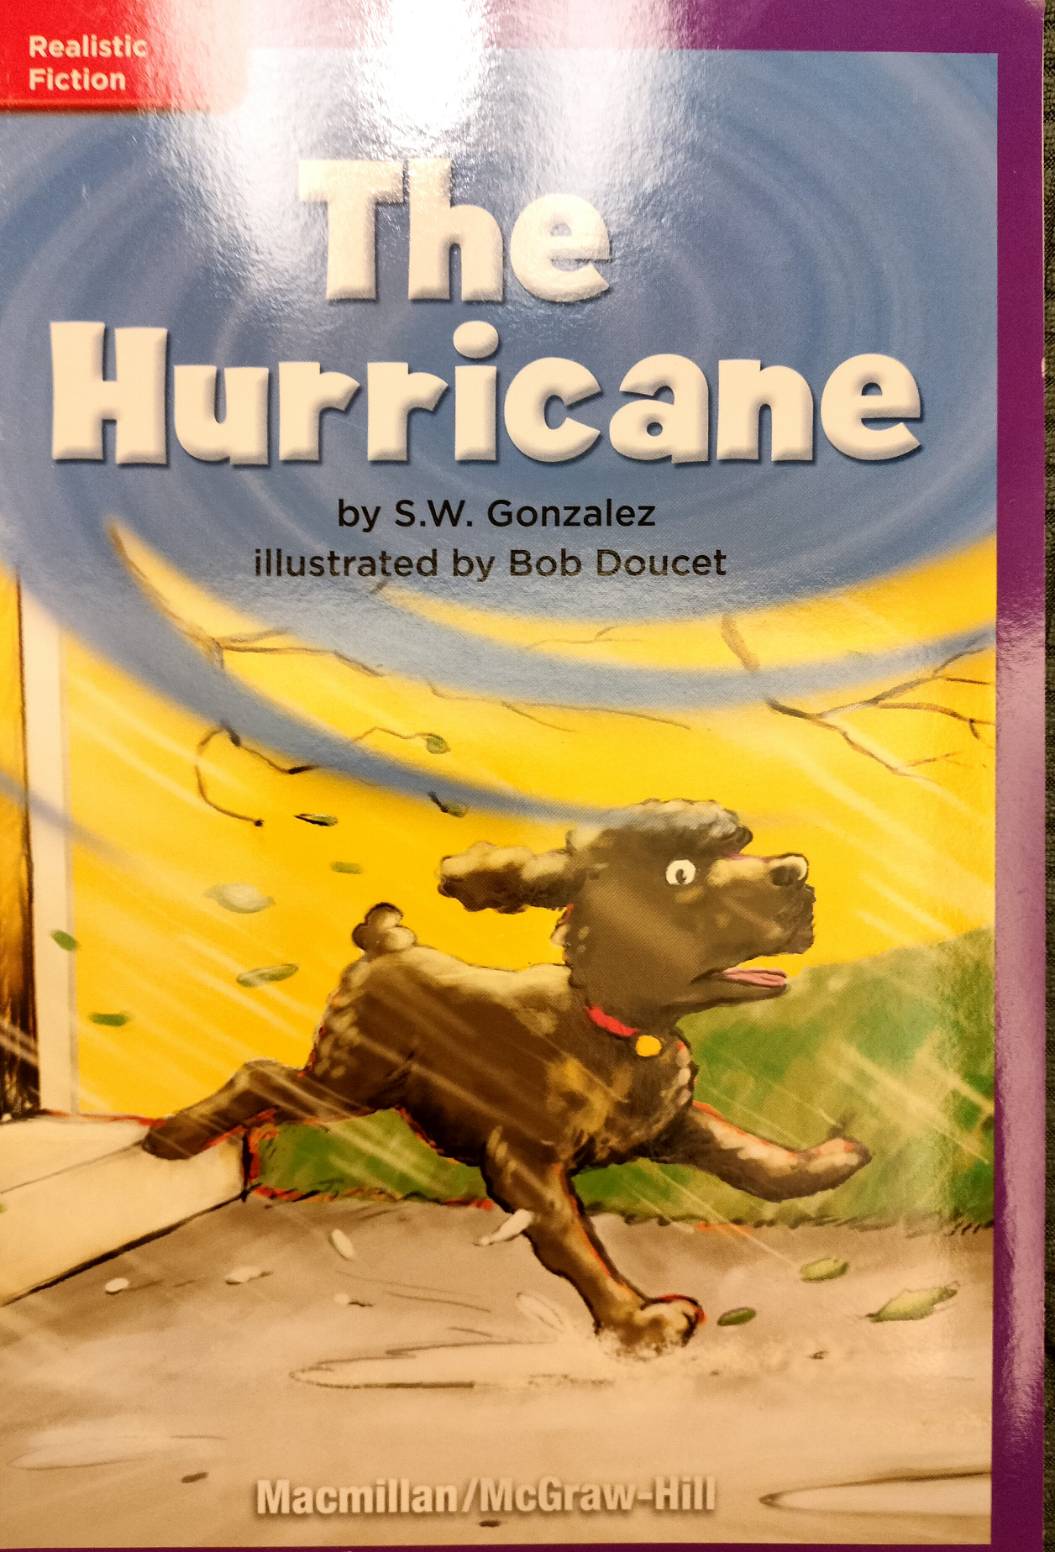 Realistic
Fiction
The
Hurricane
by S.W. Gonzalez
illustrated by Bob Doucet
Macmillan/McGraw-Hill